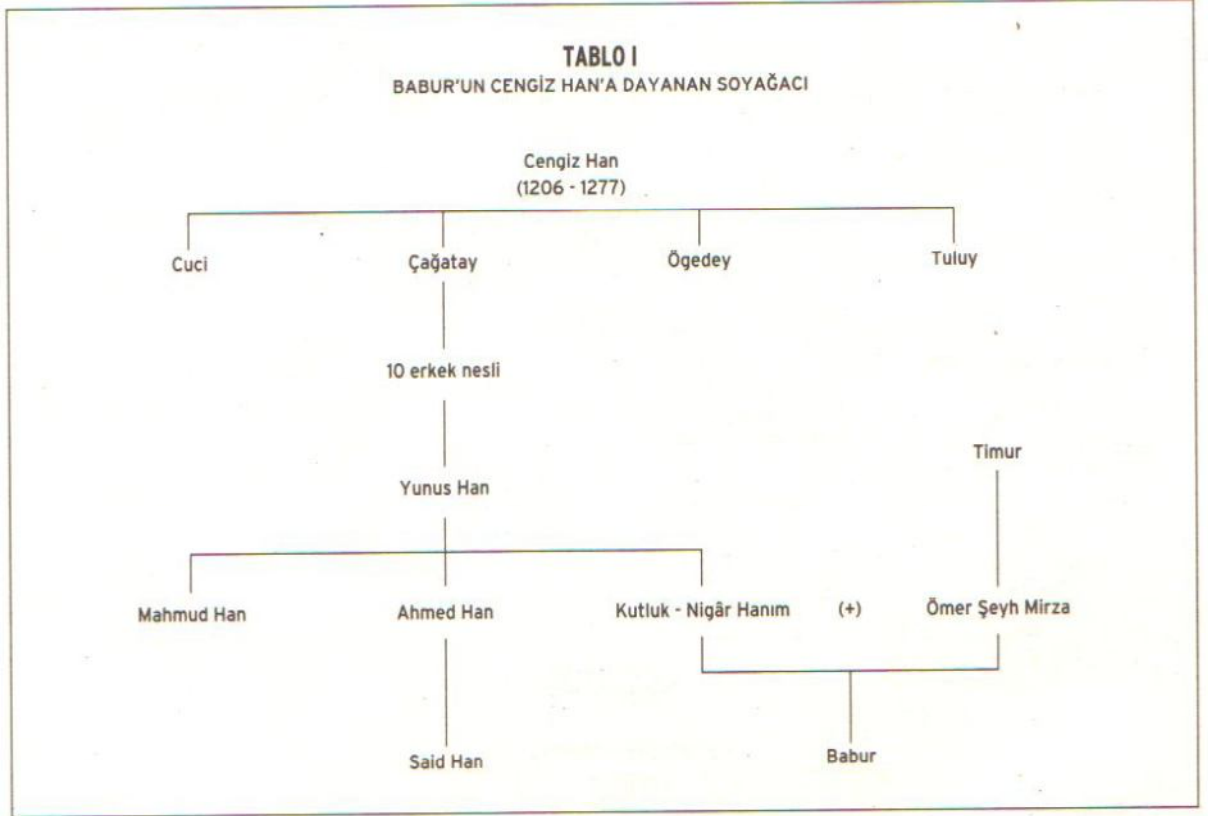 TABLO I
BABUR'UN CENGİZ HAN'A DAYANAN SOYAĞACI
Cengiz Han
(1206 - 1277)
Cuci
Çağatay
Ögedey
Tuluy
10 erkek nesli
Timur
Yunus Han
Mahmud Han
Ahmed Han
Kutluk - Nigâr Hanım
(+)
Ömer Şeyh Mirza
Said Han
Babur